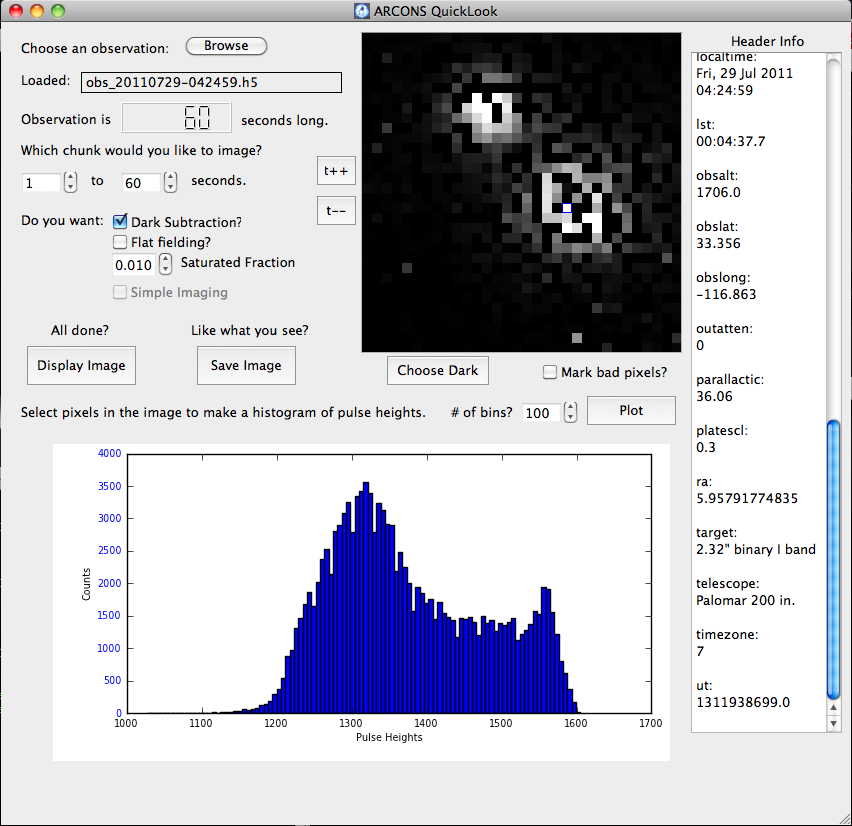 ARCONS QuickLook
Choose an observation:
Browse
Loaded:
obs_20110729-042459.h5
Observation is
60
seconds long.
Which chunk would you like to image?
1
to
60
seconds.
t++
t--
Do you want:
Dark Subtraction?
Flat fielding?
0.010
Saturated Fraction
Simple Imaging
All done?
Like what you see?
Display Image
Save Image
Choose Dark
Mark bad pixels?
Select pixels in the image to make a histogram of pulse heights.
# of bins?
100
Plot
4000
3500
3000
2500
2000
1500
1000
500
0
Counts
1000
1100
1200
1300
1400
1500
1600
1700
Pulse Heights
Header Info
localtime:
Fri, 29 Jul 2011
04:24:59
lst:
00:04:37.7
obsalt:
1706.0
obslat:
33.356
obslong:
-116.863
outatten:
0
parallactic:
36.06
platescl:
0.3
ra:
5.95791774835
target:
2.32" binary I band
telescope:
Palomar 200 in.
timezone:
7
ut:
1311938699.0